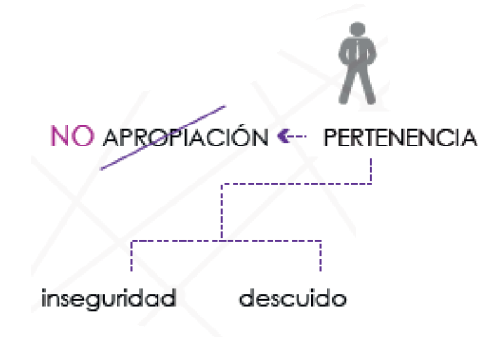 NO APROPIACIÓN PERTENENCIA
inseguridad descuido